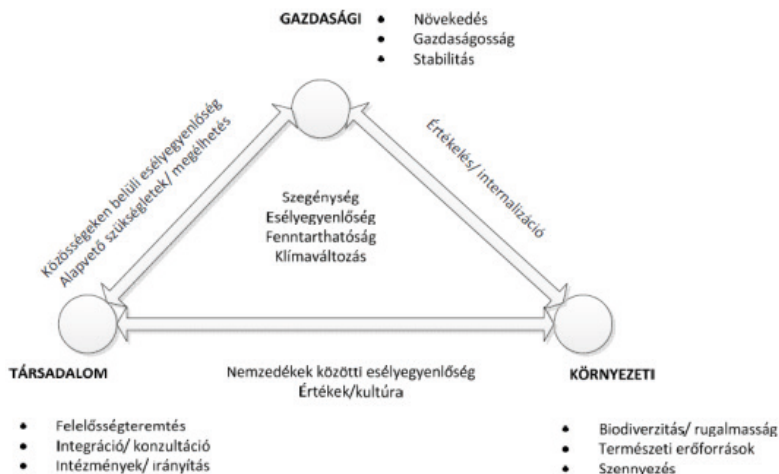 GAZDASÁGI
• Növekedés
• Gazdaságosság
• Stabilitás
Közösségeken belüli esélyegyenlőség
Alapvető szükségletek/ megélhetés
Értékelés/ internalizáció
Szegénység
Esélyegyenlőség
Fenntarthatóság
Klímaváltozás
TÁRSADALOM
Nemzedékek közötti esélyegyenlőség
Értékek/kultúra
KÖRNYEZETI
• Felelősségteremtés
• Integráció/ konzultáció
• Intézmények/ irányítás
• Biodiverzitás/ rugalmasság
• Természeti erőforrások
• Szennyezés